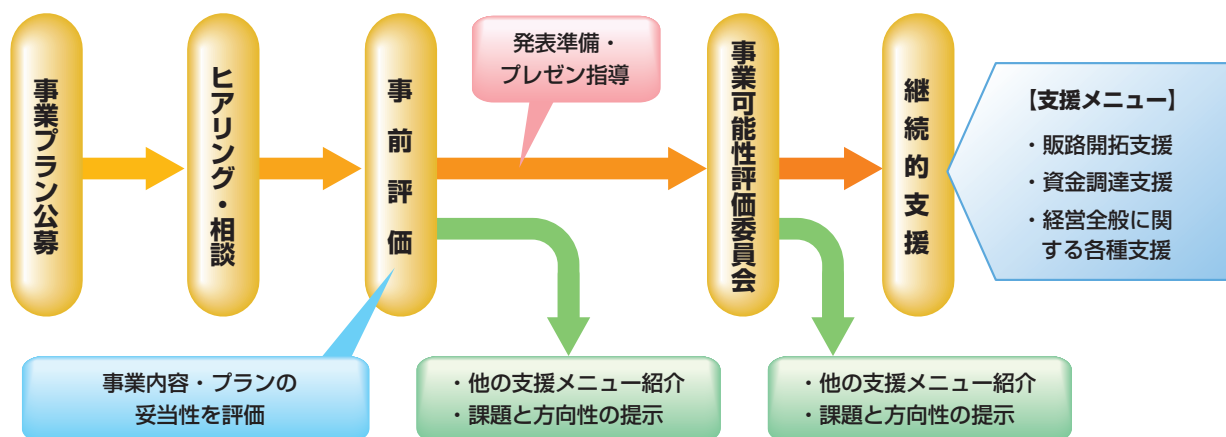 事業プラン公募
ヒアリング・相談
事前評価
発表準備・
プレゼン指導
事業可能性評価委員会
継続的支援
【支援メニュー】
・販路開拓支援
・資金調達支援
・経営全般に関
する各種支援
事業内容・プランの
妥当性を評価
・他の支援メニュー紹介
・課題と方向性の提示
・他の支援メニュー紹介
・課題と方向性の提示